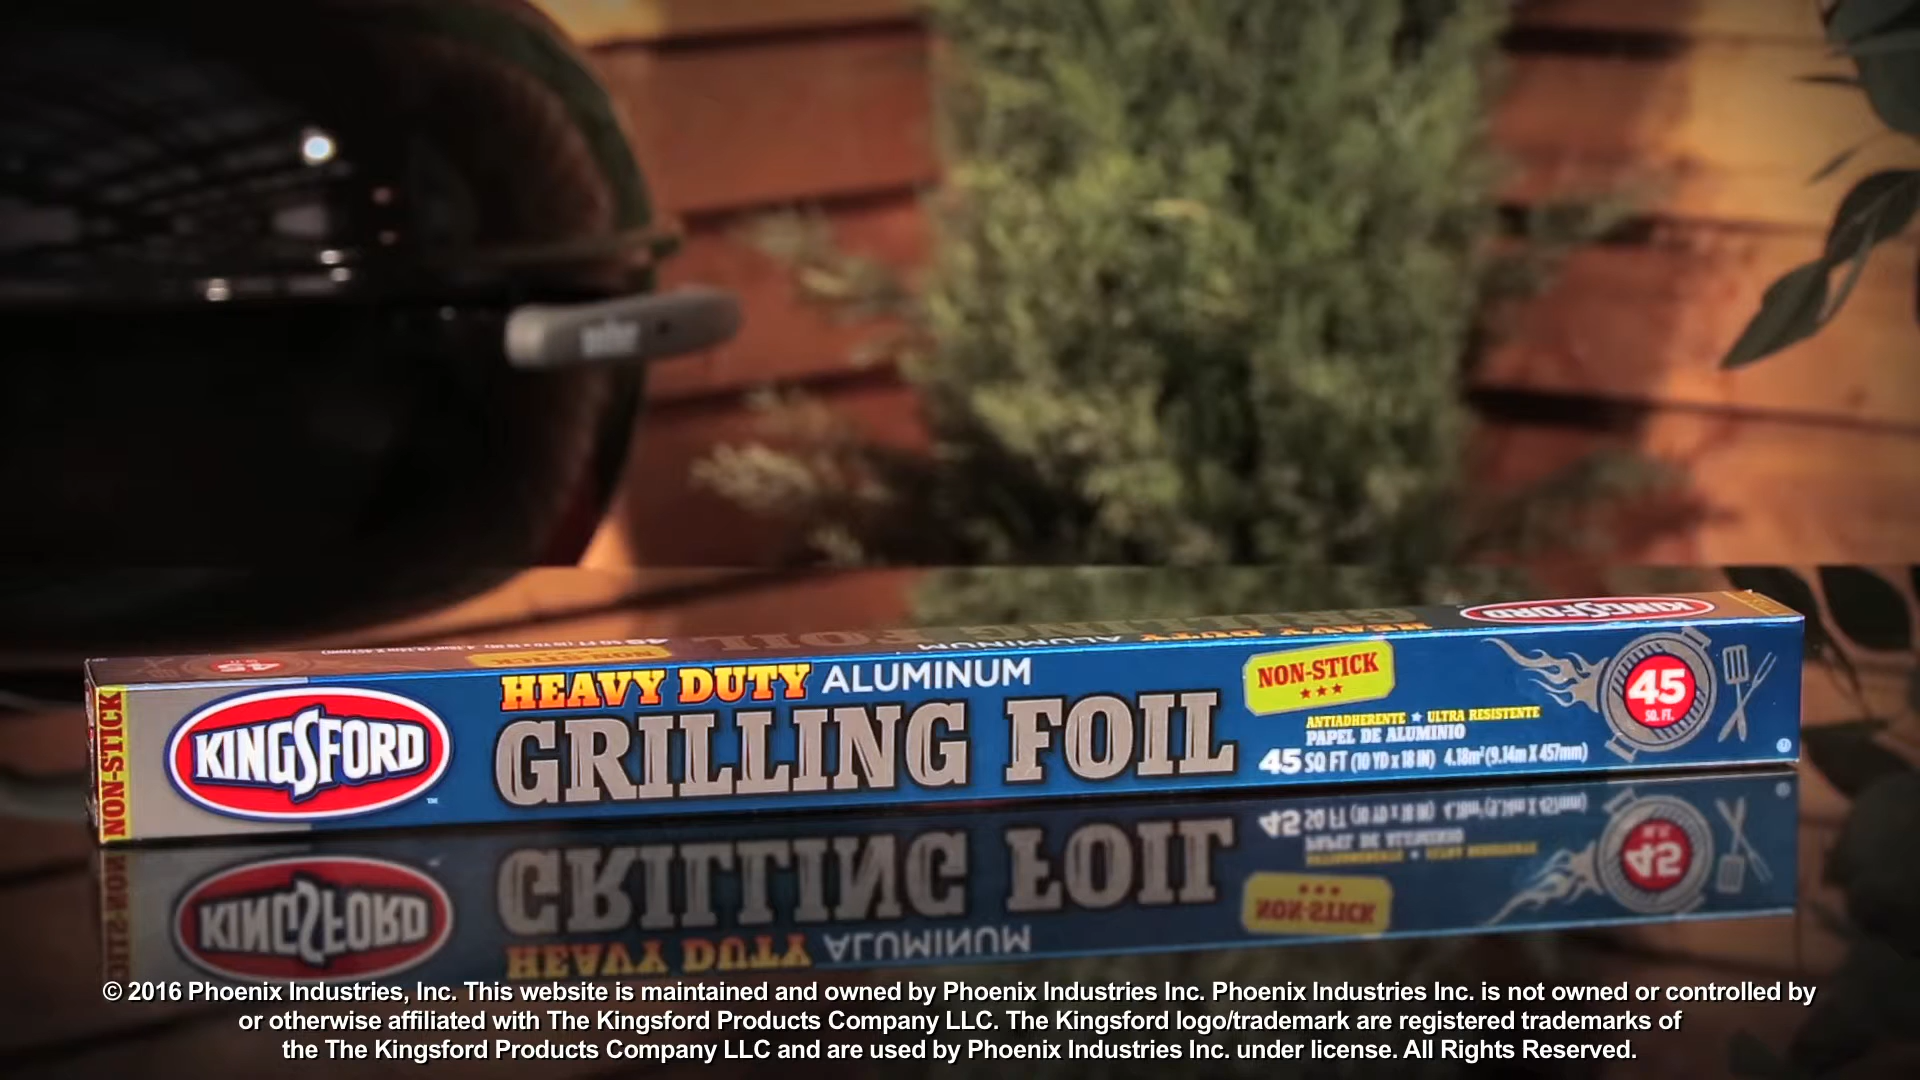 KINGSFORD
NON-STICK
KINGSFORD
™
HEAVY DUTY ALUMINUM
GRILLING FOIL
NON-STICK
ANTIADHERENTE ★ ULTRA RESISTENTE
PAPEL DE ALUMINIO
45 SQ FT (10 YD x 18 IN) 4.18m² (9.14m X 457mm)
45
SQ. FT.
© 2016 Phoenix Industries, Inc. This website is maintained and owned by Phoenix Industries Inc. Phoenix Industries Inc. is not owned or controlled by
or otherwise affiliated with The Kingsford Products Company LLC. The Kingsford logo/trademark are registered trademarks of
the The Kingsford Products Company LLC and are used by Phoenix Industries Inc. under license. All Rights Reserved.